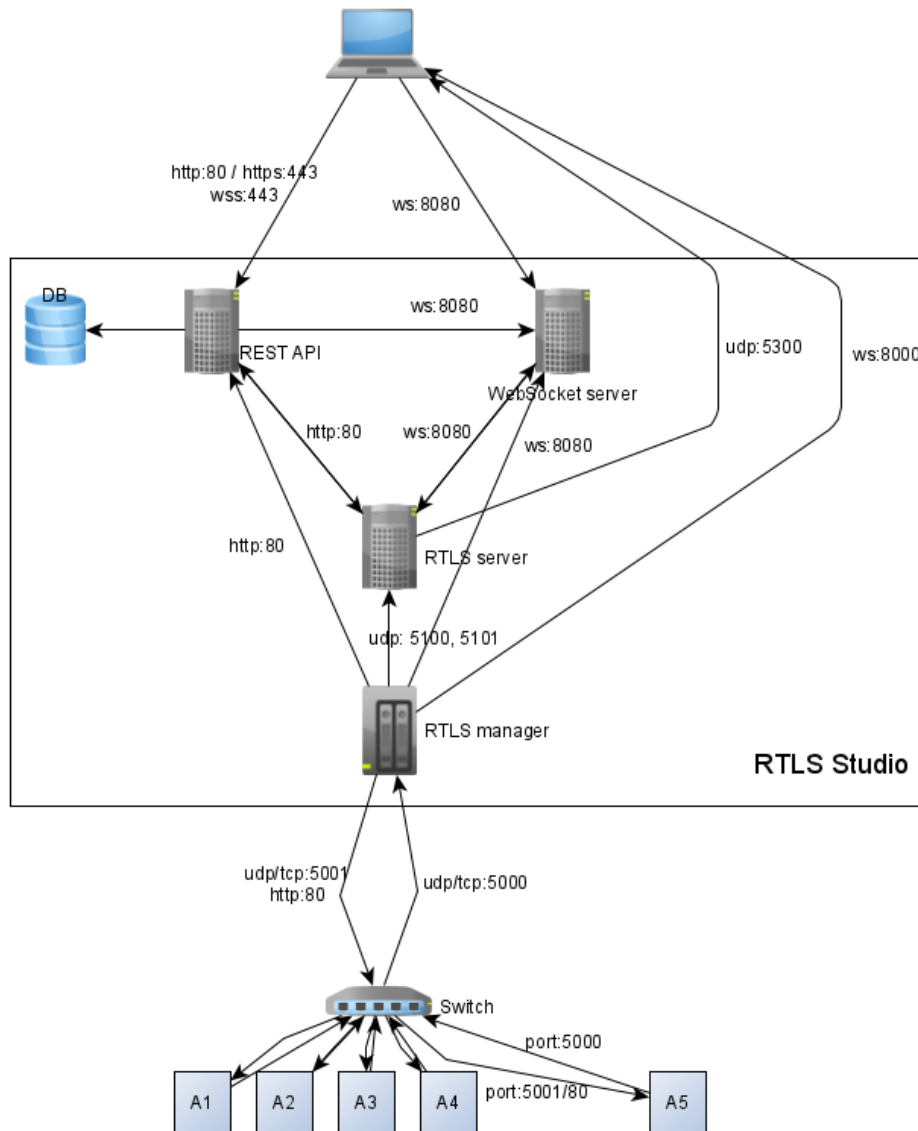 http:80 / https:443
wss:443
ws:8080
DB
ws:8080
REST API
WebSocket server
udp:5300
ws:8000
http:80
ws:8080
ws:8080
http:80
RTLS server
udp: 5100, 5101
RTLS manager
RTLS Studio
udp/tcp:5001
http:80
udp/tcp:5000
Switch
port:5000
port:5001/80
A1
A2
A3
A4
A5